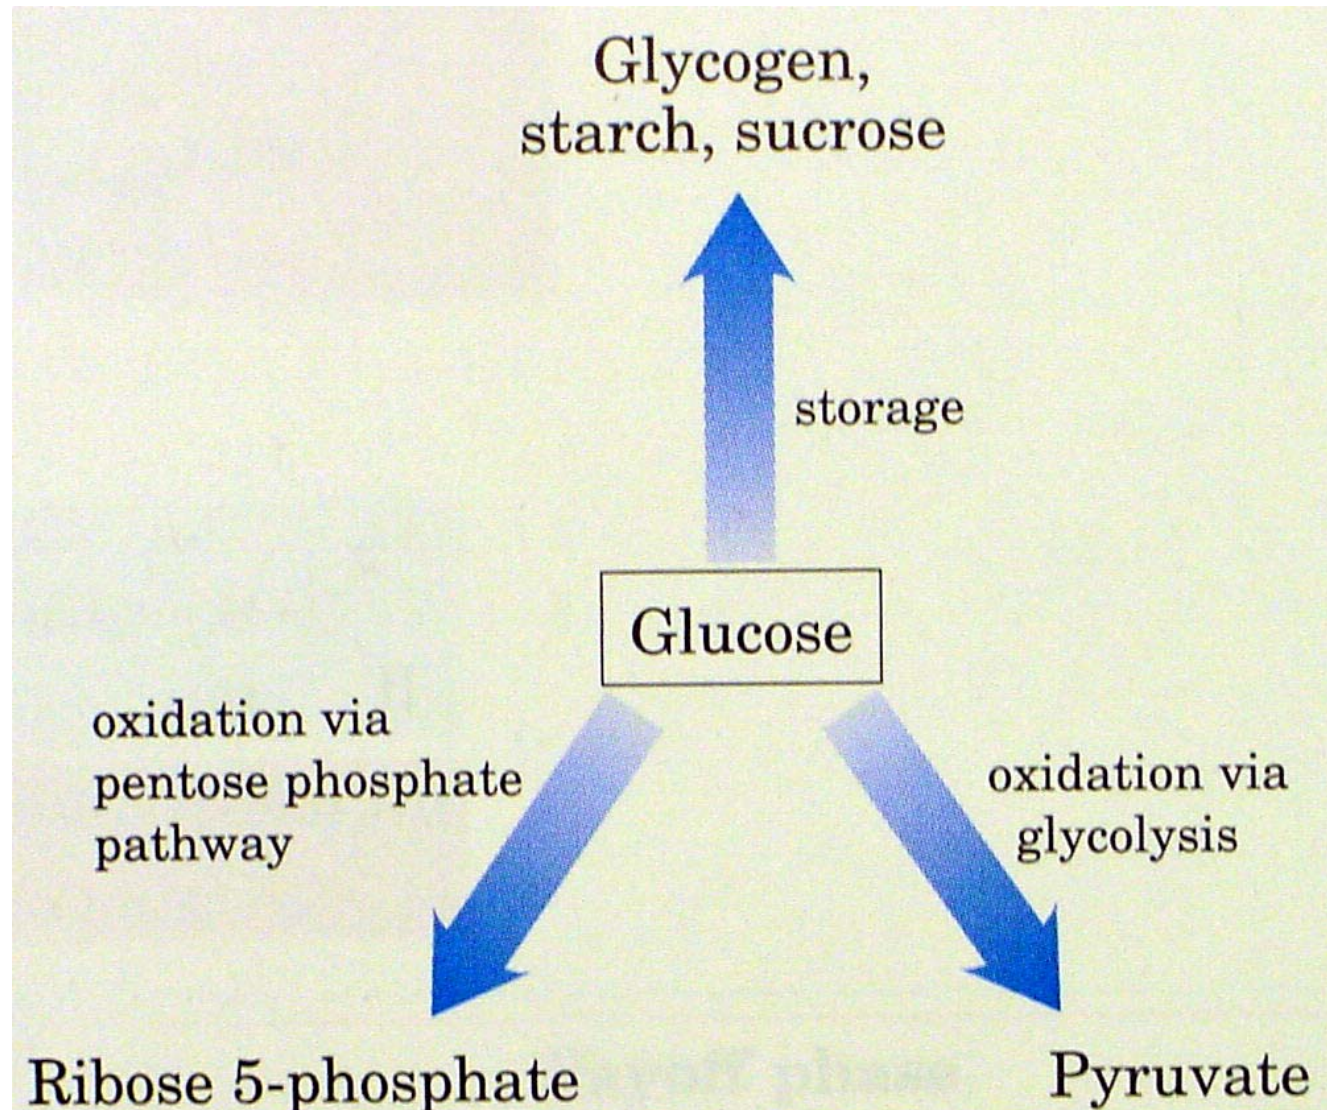 Glycogen,
starch, sucrose
storage
Glucose
oxidation via
pentose phosphate
pathway
oxidation via
glycolysis
Ribose 5-phosphate
Pyruvate